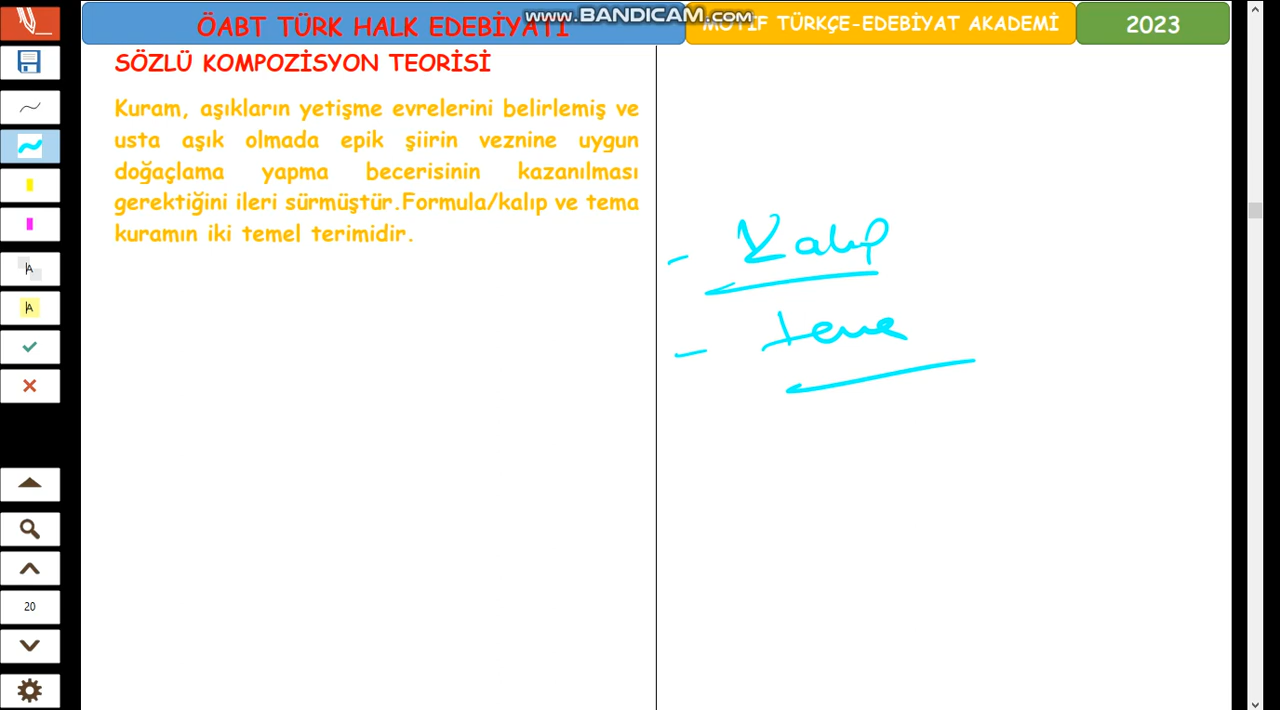 ÖABT TÜRK HALK EDEBİYATI
www.BANDICAM.com
MOTİF TÜRKÇE-EDEBİYAT AKADEMİ
2023
SÖZLÜ KOMPOZİSYON TEORİSİ
Kuram, aşıkların yetişme evrelerini belirlemiş ve
usta aşık olmada epik şiirin veznine uygun
doğaçlama yapma becerisinin kazanılması
gerektiğini ileri sürmüştür.Formula/kalıp ve tema
kuramın iki temel terimidir.
- Kalıp
- tema
20